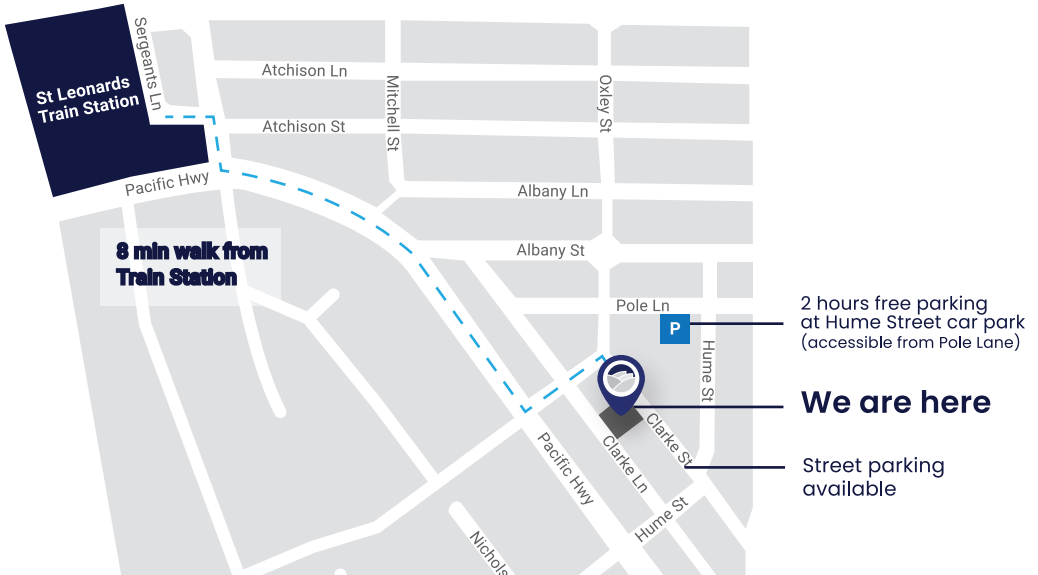 Sergeants Ln
St Leonards
Train Station
Atchison Ln
Mitchell St
Oxley St
Atchison St
Pacific Hwy
Albany Ln
8 min walk from
Train Station
Albany St
Pole Ln
P
2 hours free parking
at Hume Street car park
(accessible from Pole Lane)
Hume St
We are here
Clarke St
Clarke Ln
Pacific Hwy
Street parking
available
Hume St
Nichols